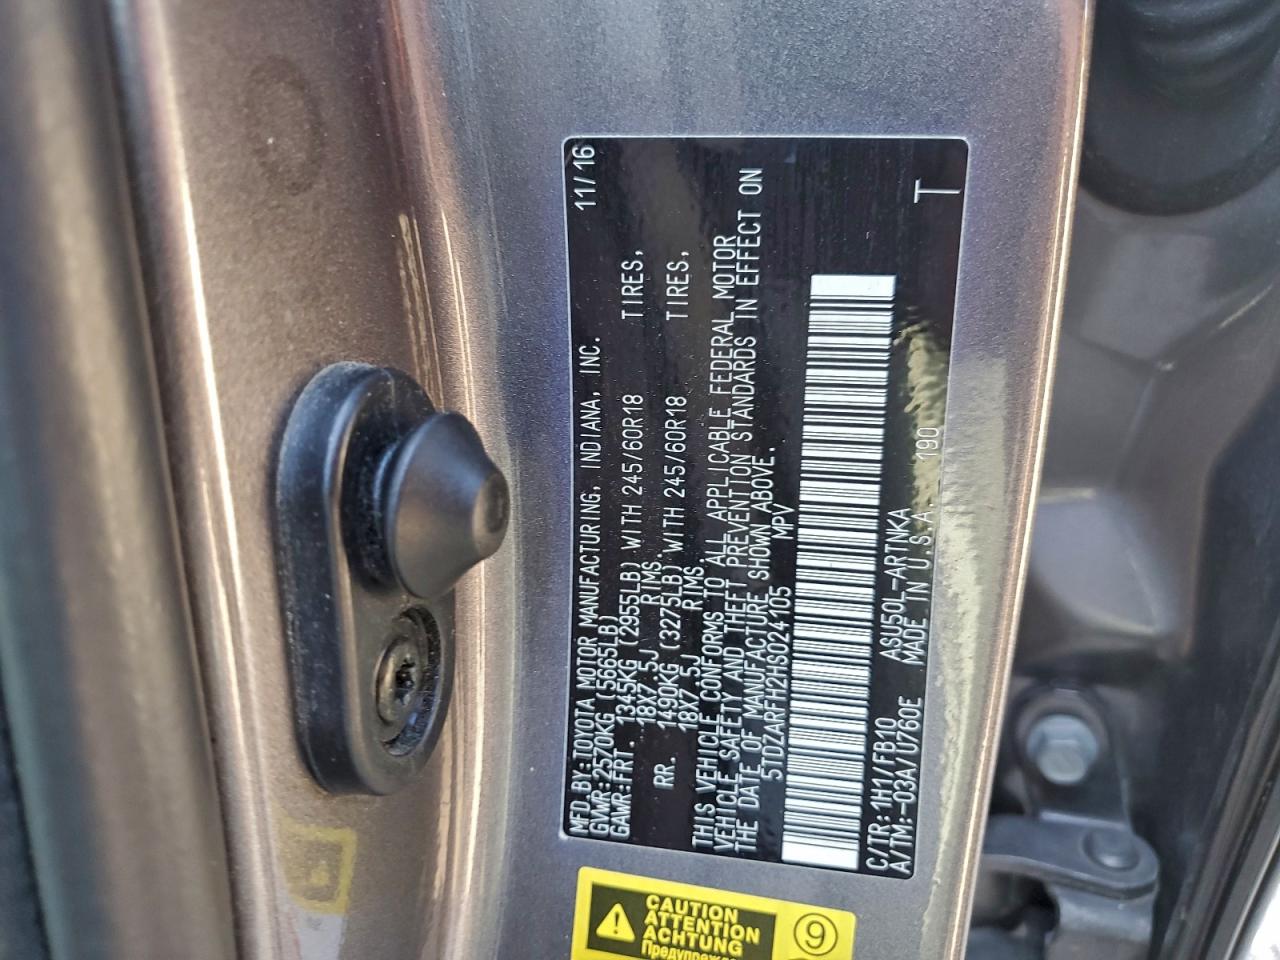 MFD. BY: TOYOTA MOTOR MANUFACTURING, INDIANA, INC. 11/16
GVWR: 2570KG (5665LB)
GAWR: FRT. 1345KG (2955LB) WITH 245/60R18 TIRES,
18X7.5J RIMS.
RR. 1490KG (3275LB) WITH 245/60R18 TIRES,
18X7.5J RIMS.
THIS VEHICLE CONFORMS TO ALL APPLICABLE FEDERAL MOTOR
VEHICLE SAFETY AND THEFT PREVENTION STANDARDS IN EFFECT ON
THE DATE OF MANUFACTURE SHOWN ABOVE.
5TDZARFH2HS024105 MPV
C/TR: 1H1/FB10 ASU50L-ARTNKA
A/TM: -03A/U760E MADE IN U.S.A. 190 T
CAUTION
ATTENTION
ACHTUNG
9